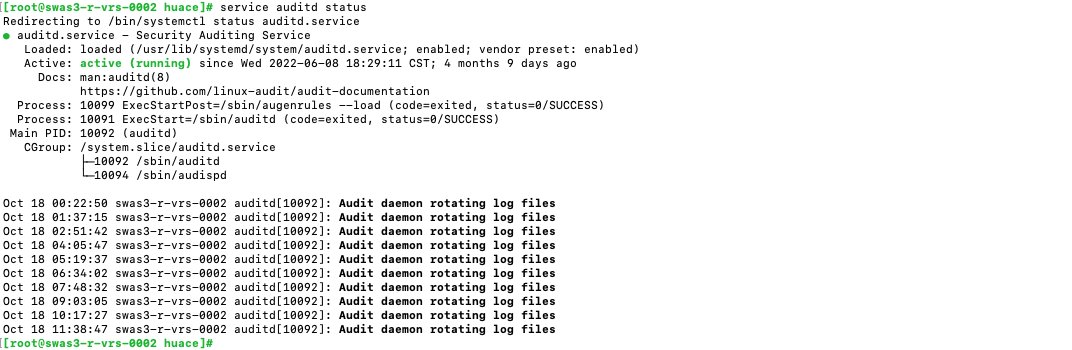 [[root@swas3-r-vrs-0002 huace]# service auditd status
Redirecting to /bin/systemctl status auditd.service
● auditd.service - Security Auditing Service
   Loaded: loaded (/usr/lib/systemd/system/auditd.service; enabled; vendor preset: enabled)
   Active: active (running) since Wed 2022-06-08 18:29:11 CST; 4 months 9 days ago
     Docs: man:auditd(8)
           https://github.com/linux-audit/audit-documentation
  Process: 10099 ExecStartPost=/sbin/augenrules --load (code=exited, status=0/SUCCESS)
  Process: 10091 ExecStart=/sbin/auditd (code=exited, status=0/SUCCESS)
 Main PID: 10092 (auditd)
   CGroup: /system.slice/auditd.service
           ├─10092 /sbin/auditd
           └─10094 /sbin/audispd
Oct 18 00:22:50 swas3-r-vrs-0002 auditd[10092]: Audit daemon rotating log files
Oct 18 01:37:15 swas3-r-vrs-0002 auditd[10092]: Audit daemon rotating log files
Oct 18 02:51:42 swas3-r-vrs-0002 auditd[10092]: Audit daemon rotating log files
Oct 18 04:05:47 swas3-r-vrs-0002 auditd[10092]: Audit daemon rotating log files
Oct 18 05:19:37 swas3-r-vrs-0002 auditd[10092]: Audit daemon rotating log files
Oct 18 06:34:02 swas3-r-vrs-0002 auditd[10092]: Audit daemon rotating log files
Oct 18 07:48:32 swas3-r-vrs-0002 auditd[10092]: Audit daemon rotating log files
Oct 18 09:03:05 swas3-r-vrs-0002 auditd[10092]: Audit daemon rotating log files
Oct 18 10:17:27 swas3-r-vrs-0002 auditd[10092]: Audit daemon rotating log files
Oct 18 11:38:47 swas3-r-vrs-0002 auditd[10092]: Audit daemon rotating log files
[[root@swas3-r-vrs-0002 huace]#